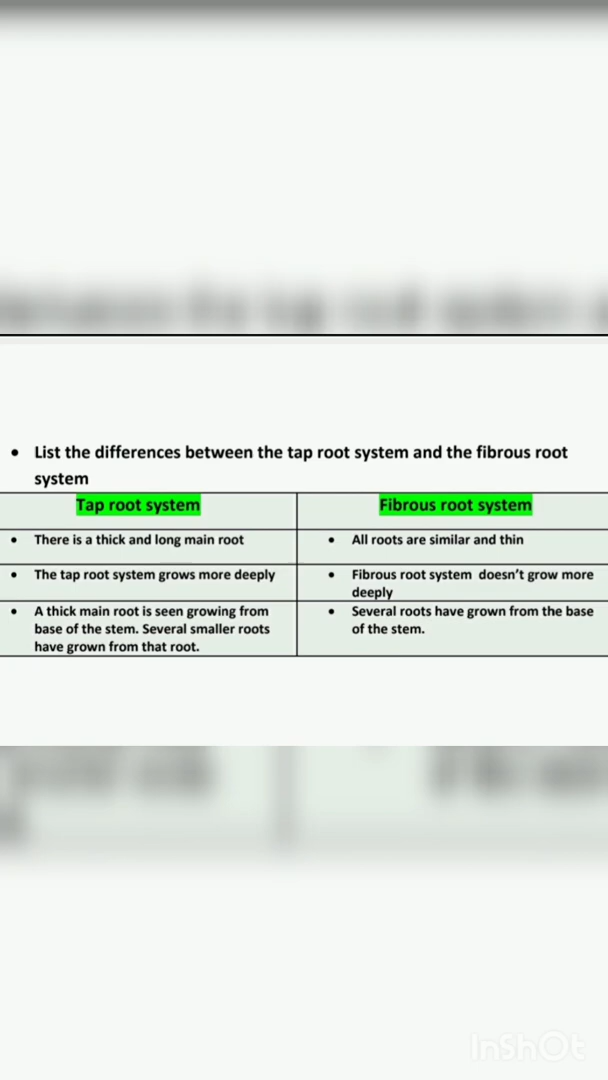 • List the differences between the tap root system and the fibrous root
system
Tap root system
Fibrous root system
• There is a thick and long main root
• All roots are similar and thin
• The tap root system grows more deeply
• Fibrous root system doesn't grow more
deeply
• A thick main root is seen growing from
base of the stem. Several smaller roots
have grown from that root.
• Several roots have grown from the base
of the stem.
InShOt